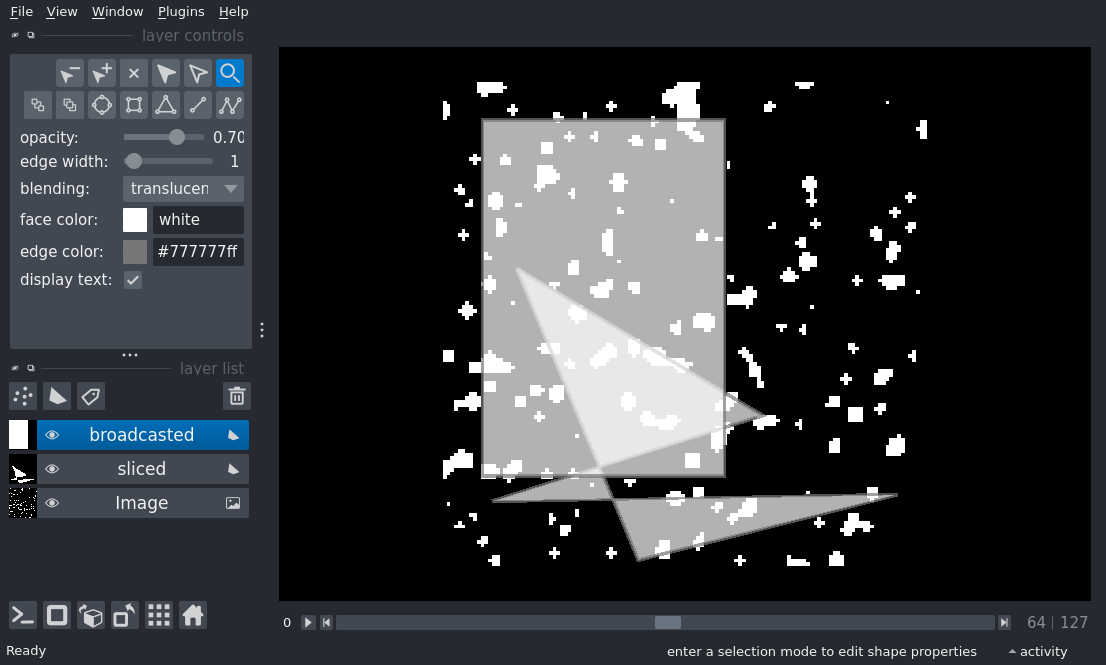 File View Window Plugins Help
layer controls
opacity: 0.70
edge width: 1
blending: translucen
face color: white
edge color: #777777ff
display text:
layer list
broadcasted
sliced
Image
0 64 | 127
Ready enter a selection mode to edit shape properties activity